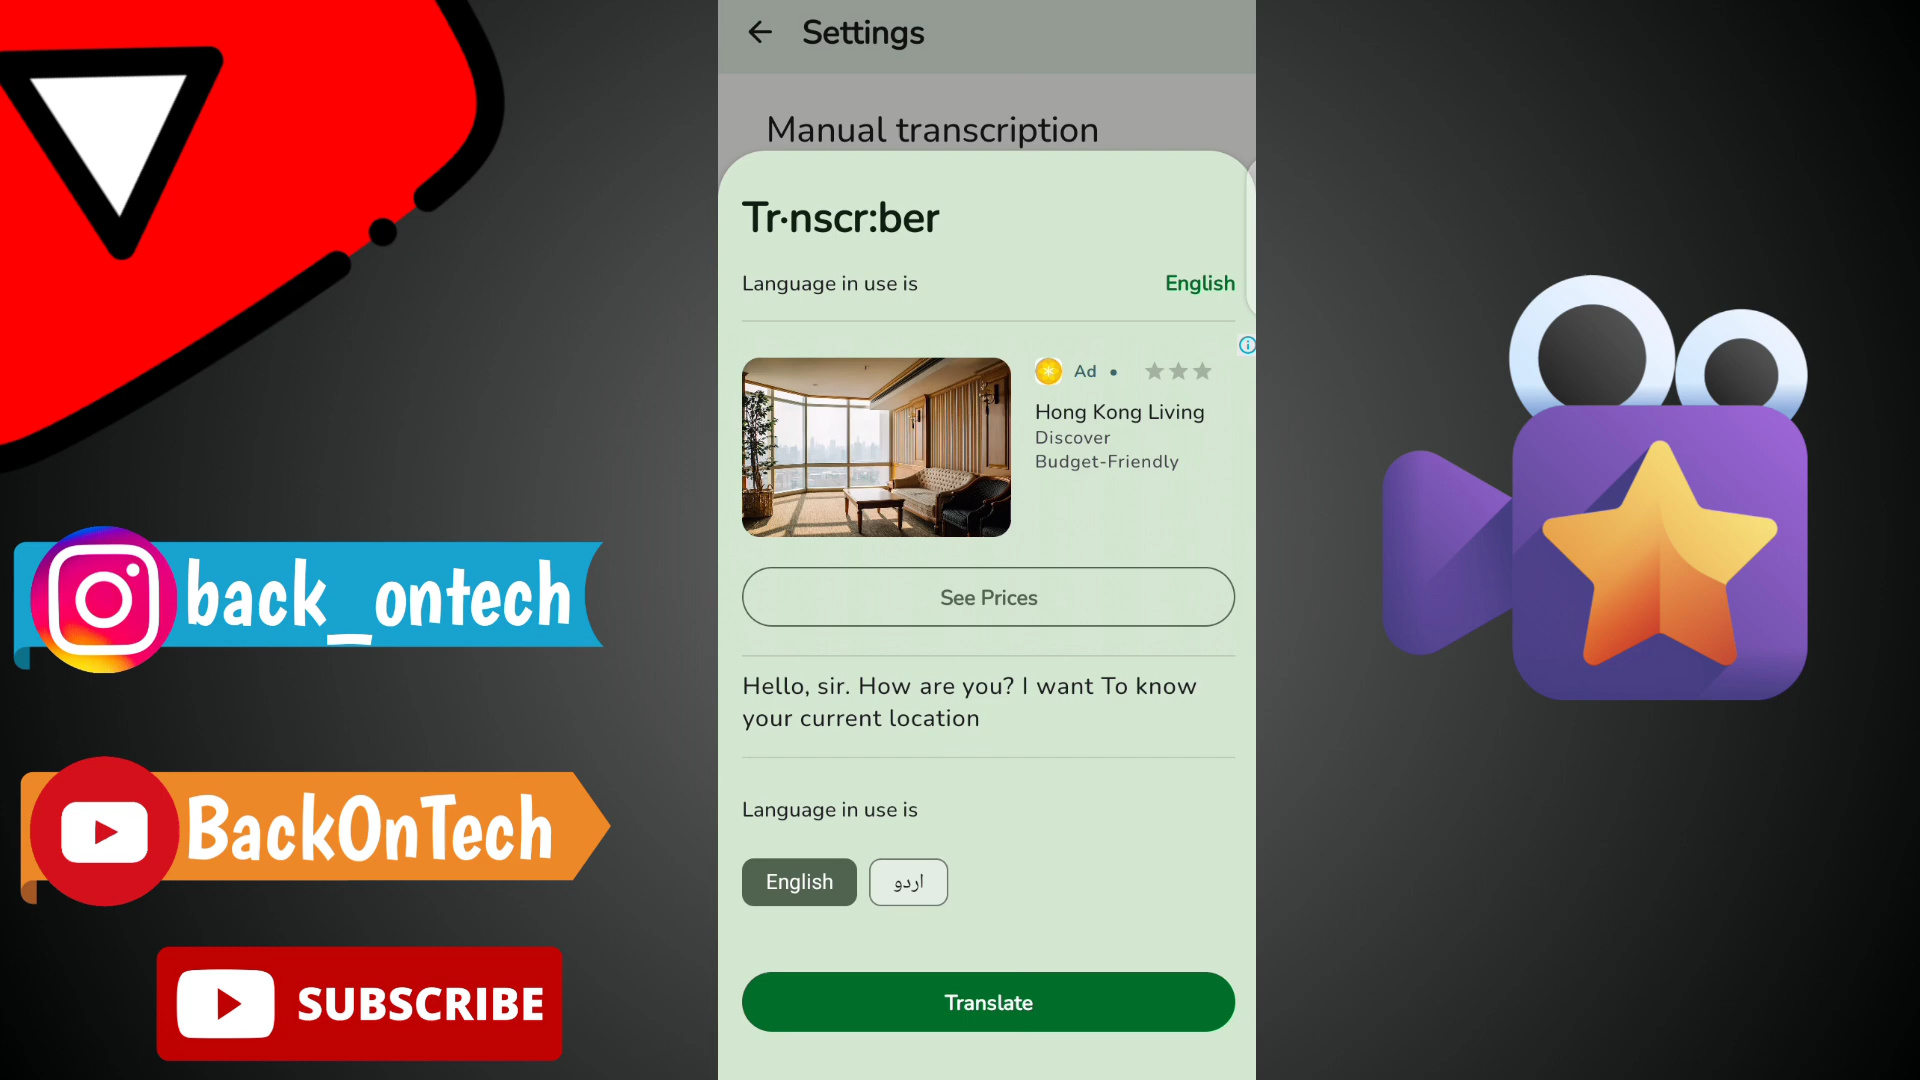 Settings
Manual transcription
Tr·nscr:ber
Language in use is English
Ad •
Hong Kong Living
Discover
Budget-Friendly
See Prices
Hello, sir. How are you? I want To know
your current location
Language in use is
English اردو
Translate
back_ontech
BackOnTech
SUBSCRIBE